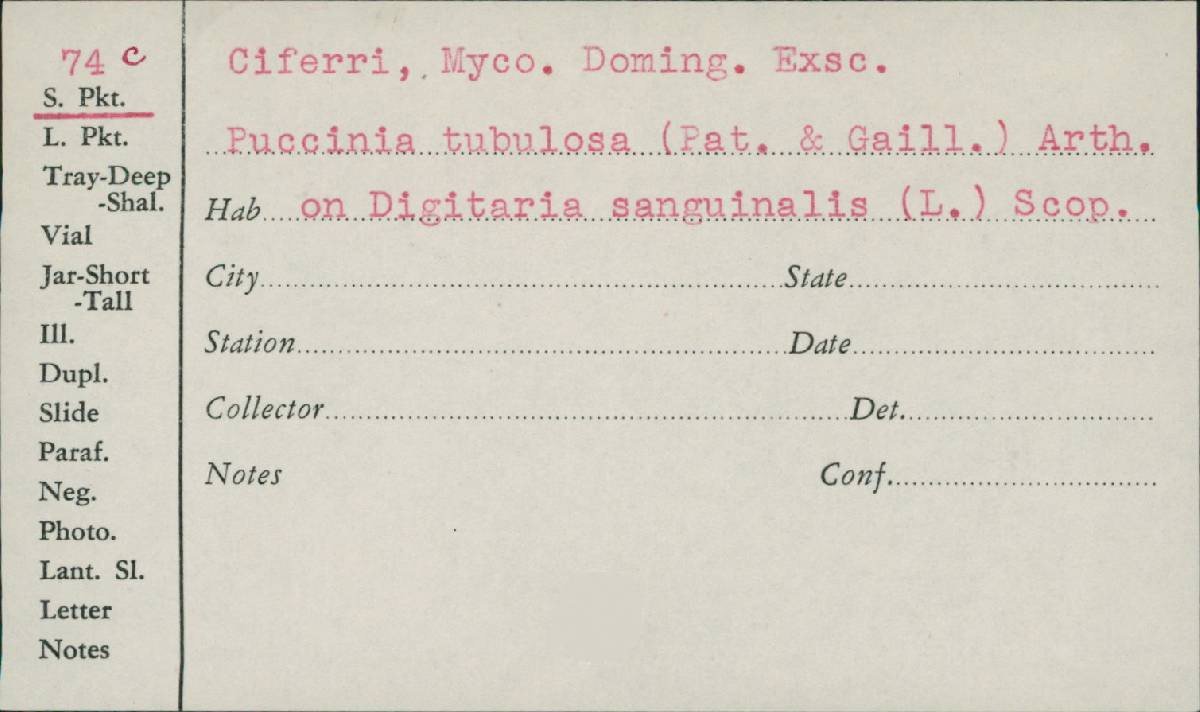 74 c
S. Pkt.
L. Pkt.
Tray-Deep
-Shal.
Vial
Jar-Short
-Tall
Ill.
Dupl.
Slide
Paraf.
Neg.
Photo.
Lant. Sl.
Letter
Notes
Ciferri, Myco. Doming. Exsc.
Puccinia tubulosa (Pat. & Gaill.) Arth.
Hab on Digitaria sanguinalis (L.) Scop.
City State
Station Date
Collector Det.
Notes Conf.